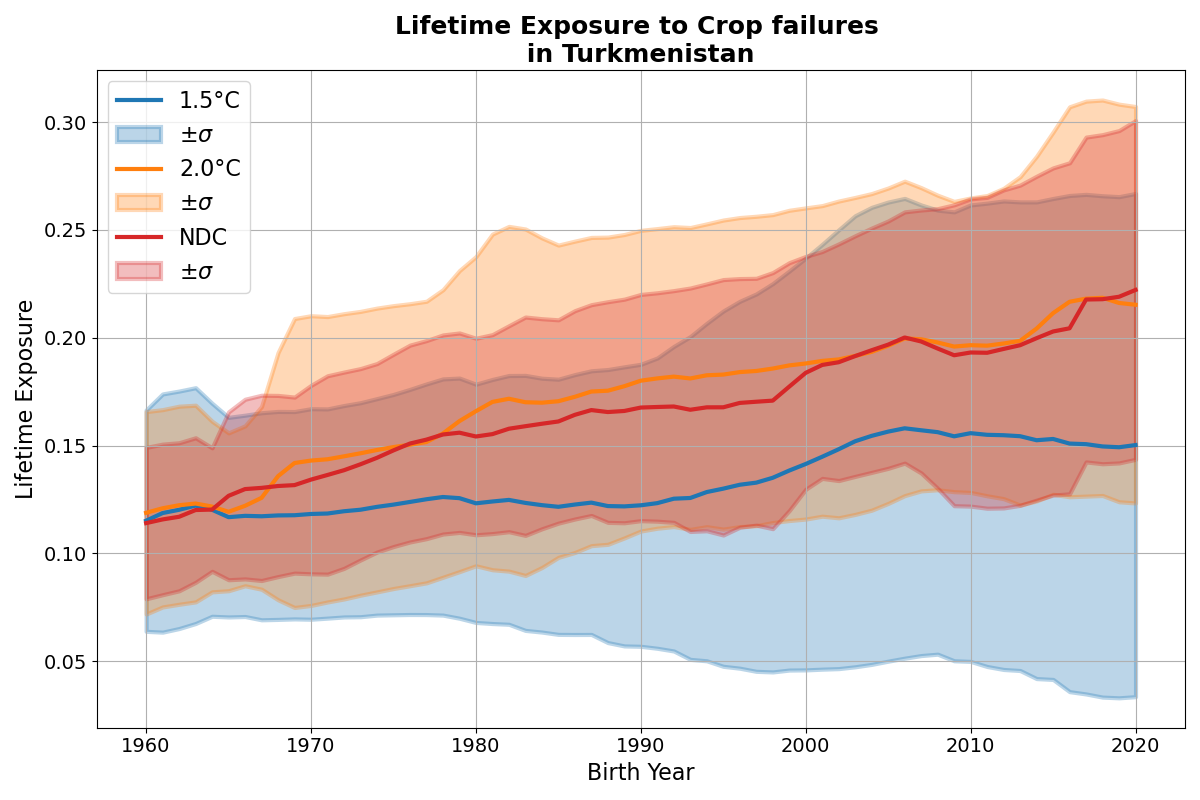 Lifetime Exposure to Crop failures
in Turkmenistan
1.5°C
±σ
2.0°C
±σ
NDC
±σ
Lifetime Exposure
0.30
0.25
0.20
0.15
0.10
0.05
1960
1970
1980
1990
2000
2010
2020
Birth Year